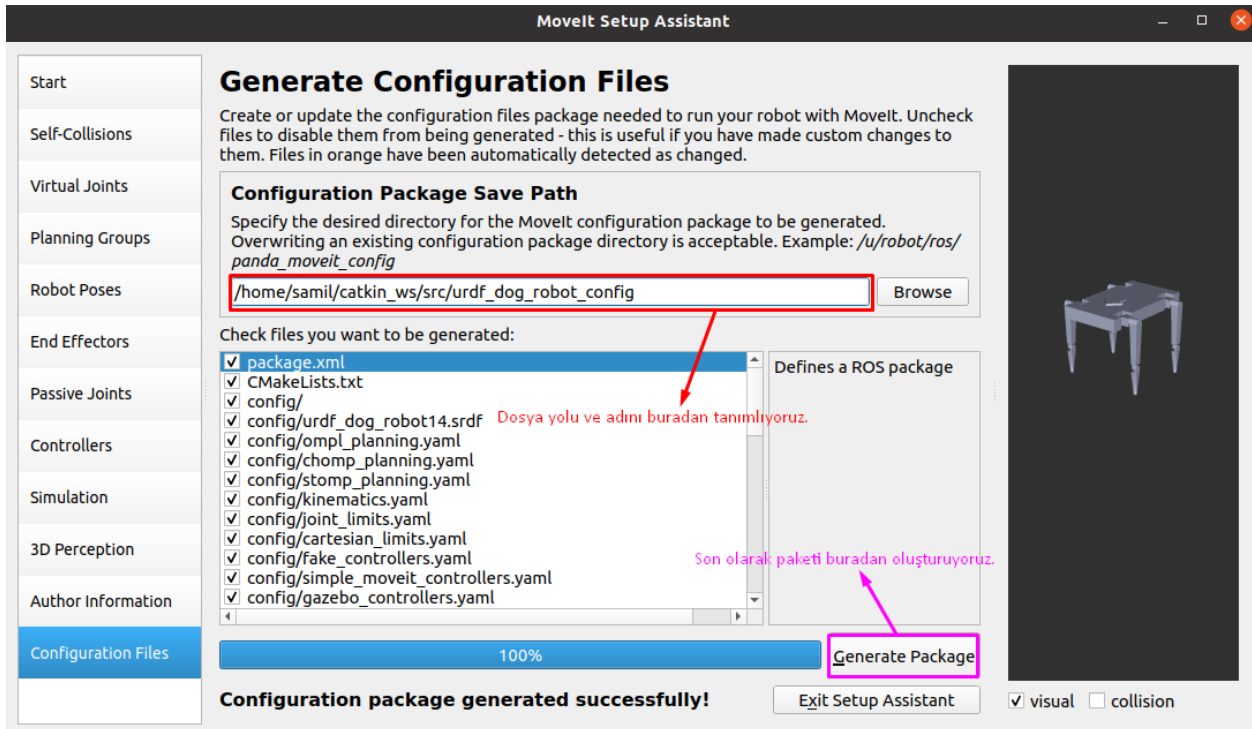 MoveIt Setup Assistant
Start
Self-Collisions
Virtual Joints
Planning Groups
Robot Poses
End Effectors
Passive Joints
Controllers
Simulation
3D Perception
Author Information
Configuration Files
Generate Configuration Files
Create or update the configuration files package needed to run your robot with MoveIt. Uncheck
files to disable them from being generated - this is useful if you have made custom changes to
them. Files in orange have been automatically detected as changed.
Configuration Package Save Path
Specify the desired directory for the MoveIt configuration package to be generated.
Overwriting an existing configuration package directory is acceptable. Example: /u/robot/ros/
panda_moveit_config
/home/samil/catkin_ws/src/urdf_dog_robot_config
Browse
Check files you want to be generated:
package.xml
CMakeLists.txt
config/
config/urdf_dog_robot14.srdf
config/ompl_planning.yaml
config/chomp_planning.yaml
config/stomp_planning.yaml
config/kinematics.yaml
config/joint_limits.yaml
config/cartesian_limits.yaml
config/fake_controllers.yaml
config/simple_moveit_controllers.yaml
config/gazebo_controllers.yaml
Defines a ROS package
Dosya yolu ve adını buradan tanımlıyoruz.
Son olarak paketi buradan oluşturuyoruz.
100%
Generate Package
Configuration package generated successfully!
Exit Setup Assistant
visual
collision